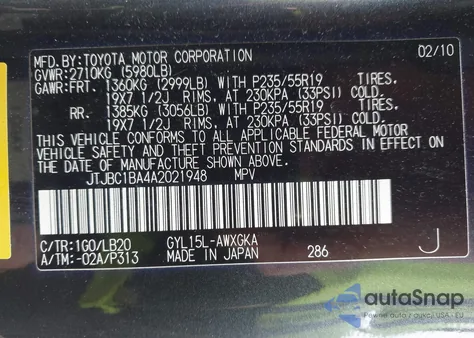 MFD.BY:TOYOTA MOTOR CORPORATION 02/10
GVWR:2710KG (5980LB)
GAWR:FRT. 1360KG (2999LB) WITH P235/55R19 TIRES,
19X7 1/2J RIMS, AT 230KPA (33PSI) COLD.
RR. 1385KG (3056LB) WITH P235/55R19 TIRES,
19X7 1/2J RIMS, AT 230KPA (33PSI) COLD.
THIS VEHICLE CONFORMS TO ALL APPLICABLE FEDERAL MOTOR
VEHICLE SAFETY AND THEFT PREVENTION STANDARDS IN EFFECT ON
THE DATE OF MANUFACTURE SHOWN ABOVE.
JTJBC1BA4A2021948 MPV
C/TR:1G0/LB20 GYL15L-AWXGKA
A/TM:-02A/P313 MADE IN JAPAN 286 J
autoSnap
Авто з аукціонів США та Е.U